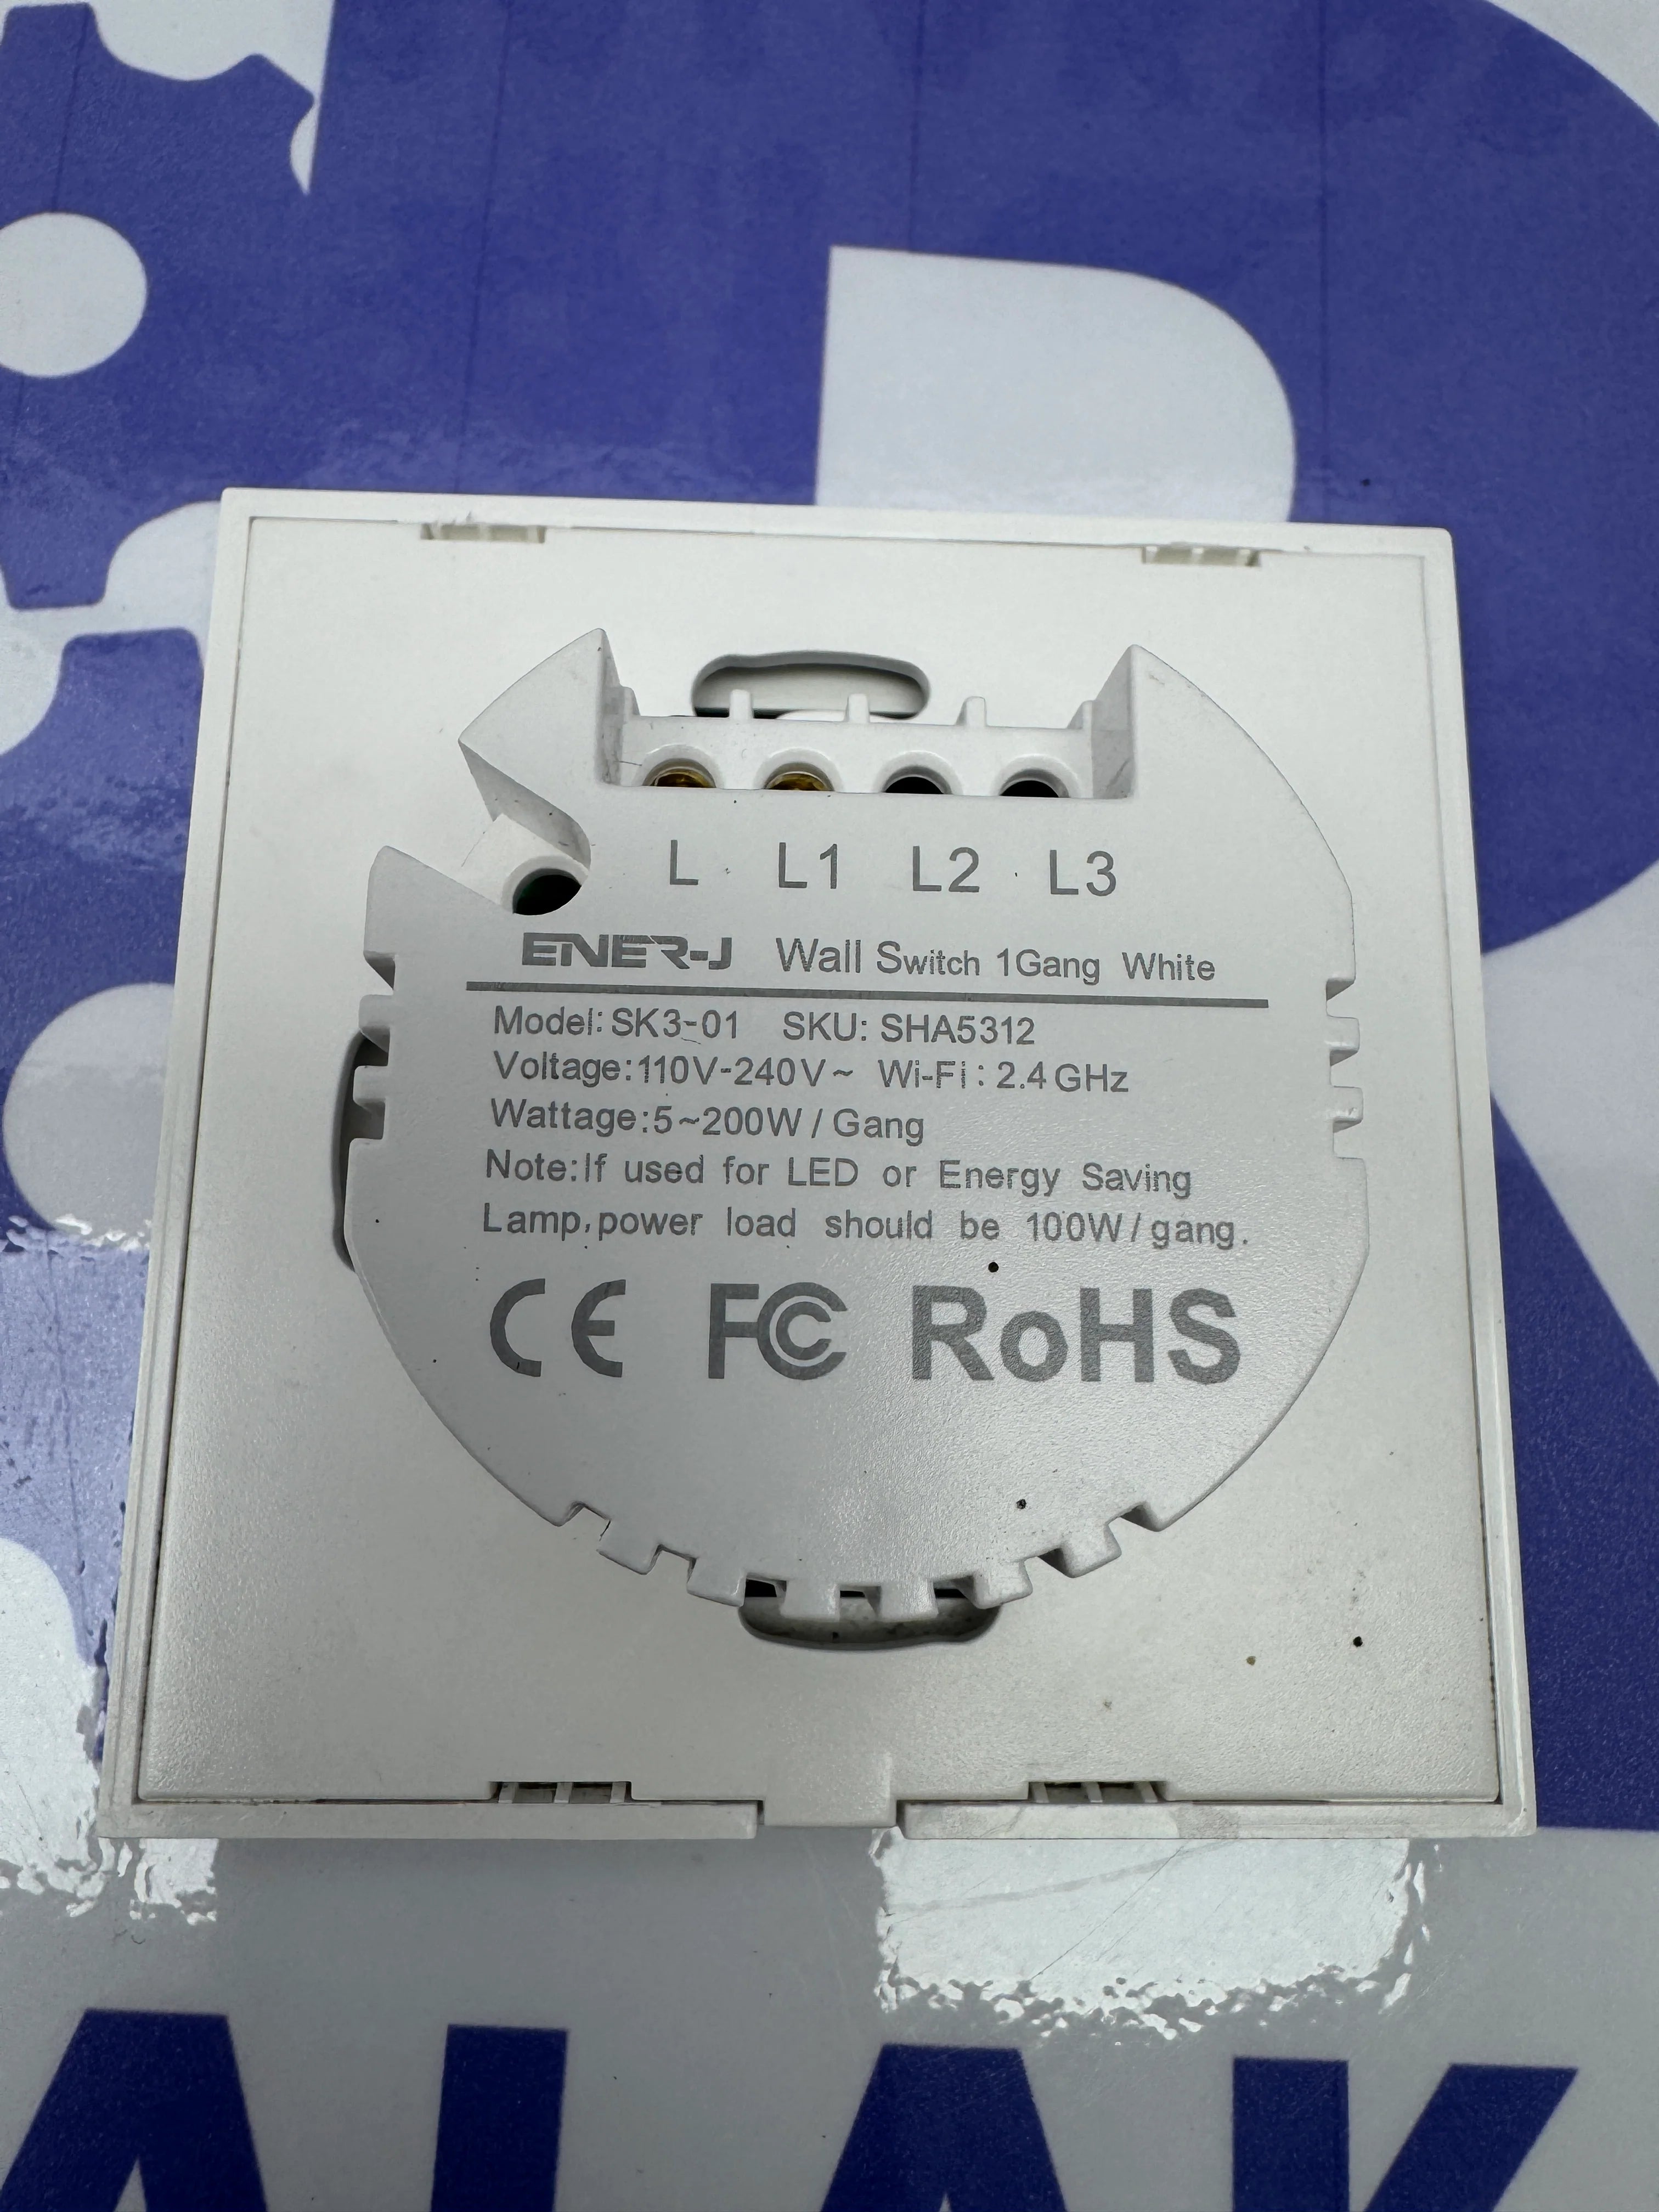 L L1 L2 L3
ENER-J Wall Switch 1Gang White
Model:SK3-01 SKU: SHA5312
Voltage:110V-240V~ Wi-Fi: 2.4GHz
Wattage:5~200W/Gang
Note:If used for LED or Energy Saving
Lamp,power load should be 100W/gang.
CE FC RoHS